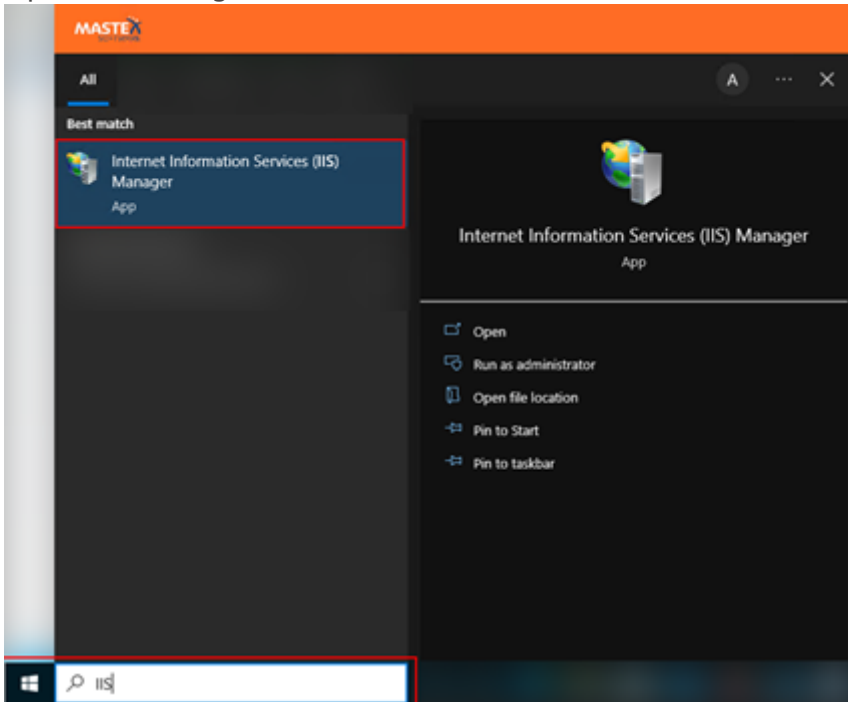 MASTEX
All
A
Best match
Internet Information Services (IIS)
Manager
App
Internet Information Services (IIS) Manager
App
Open
Run as administrator
Open file location
Pin to Start
Pin to taskbar
IIS